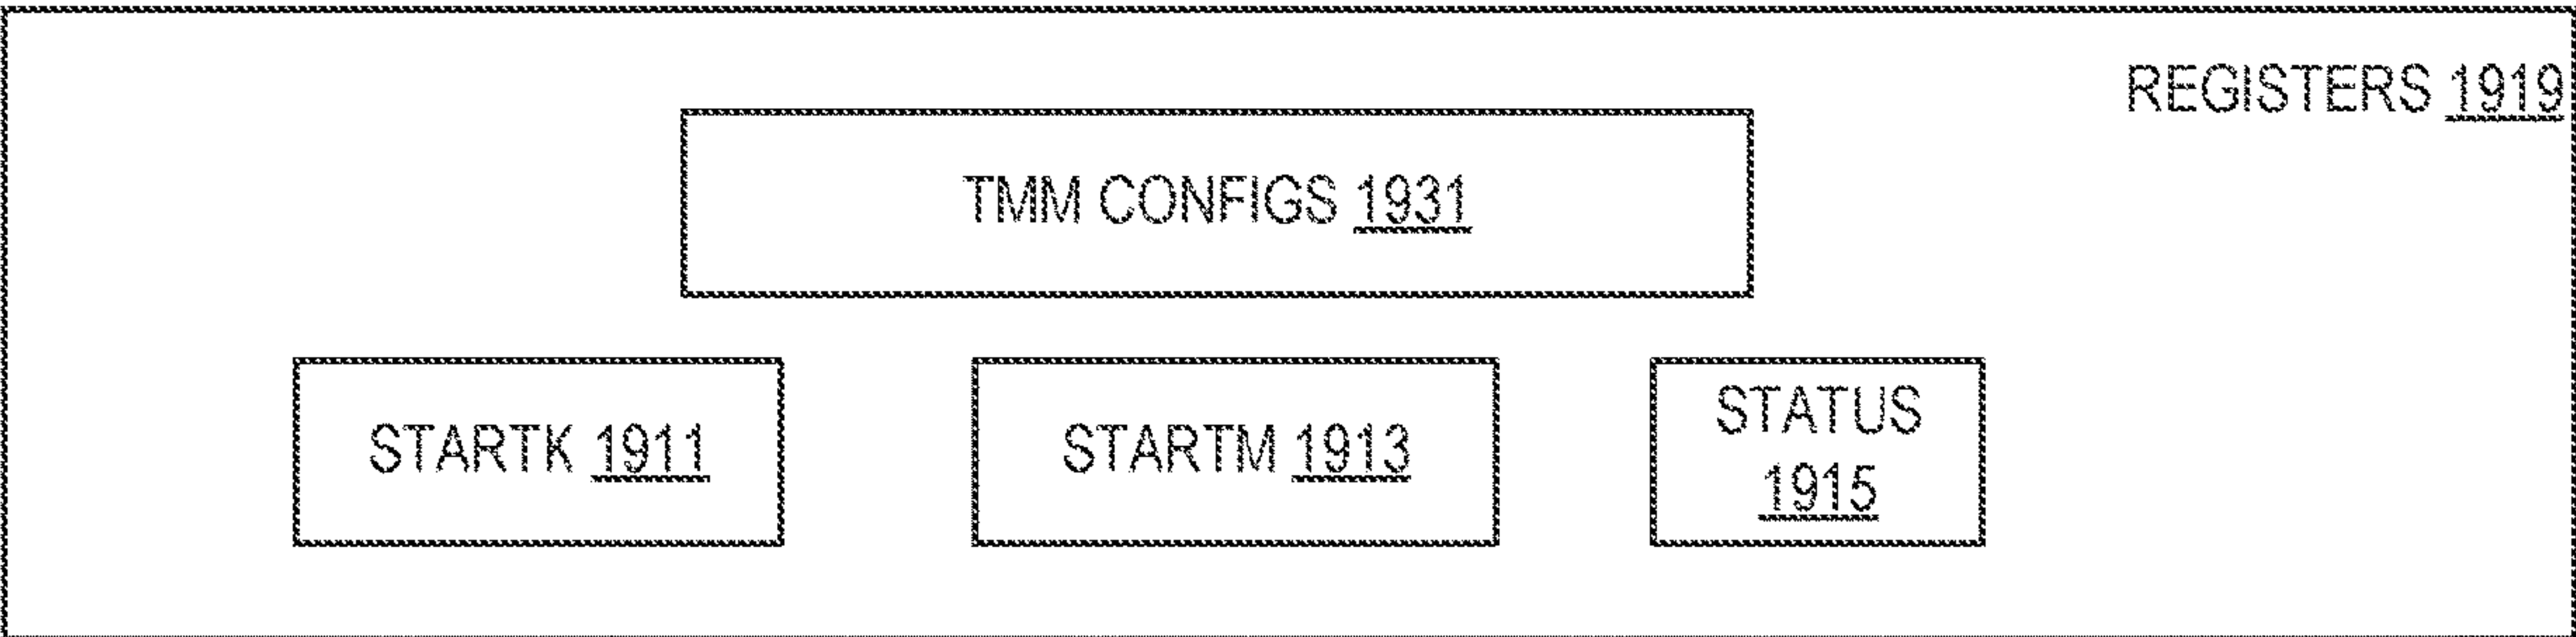 REGISTERS 1919
TMM CONFIGS 1931
STARTK 1911
STARTM 1913
STATUS
1915